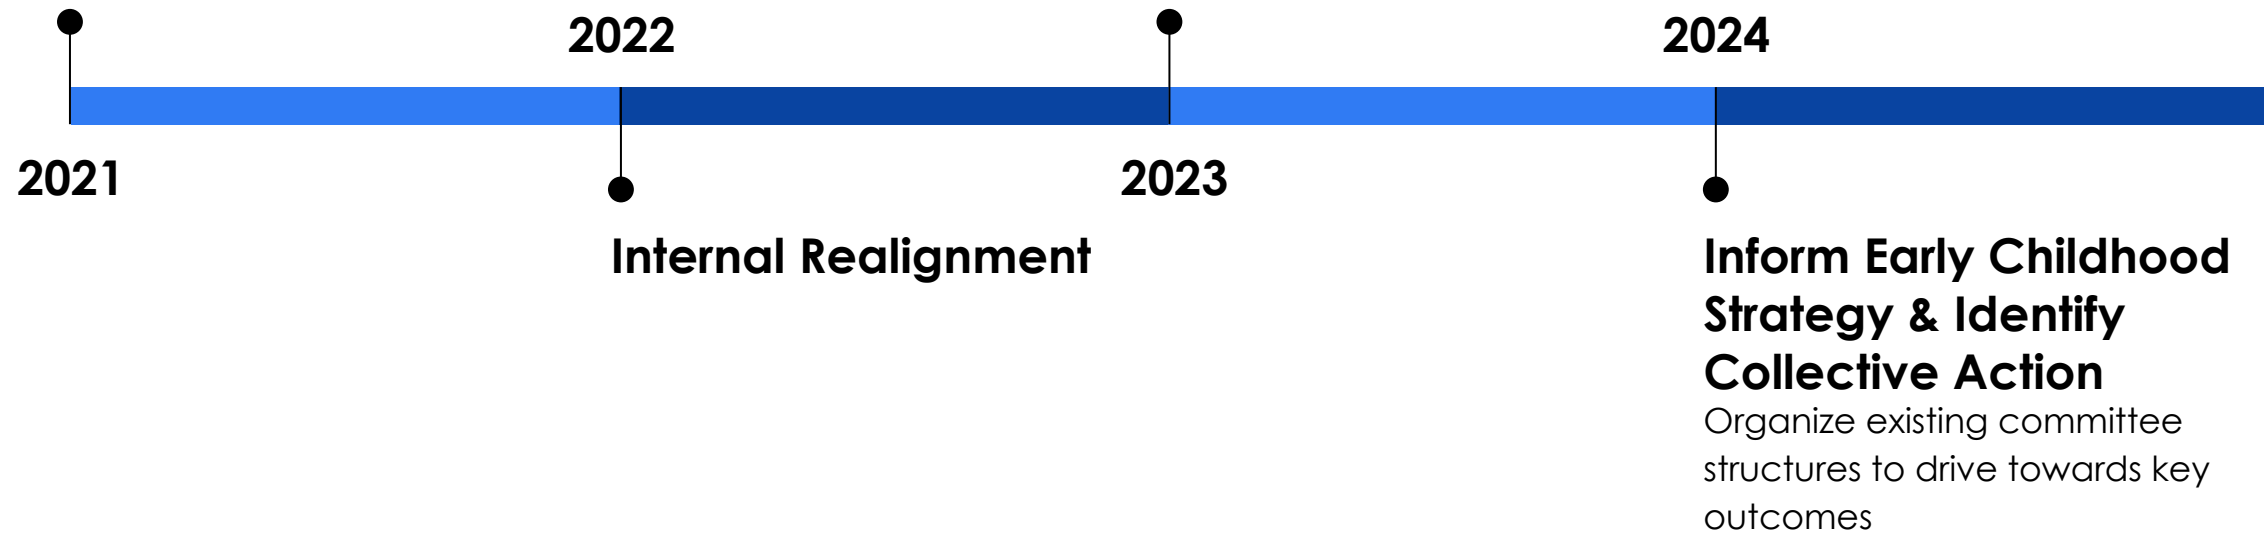 2022
2024
2021
2023
Internal Realignment
Inform Early Childhood
Strategy & Identify
Collective Action
Organize existing committee
structures to drive towards key
outcomes